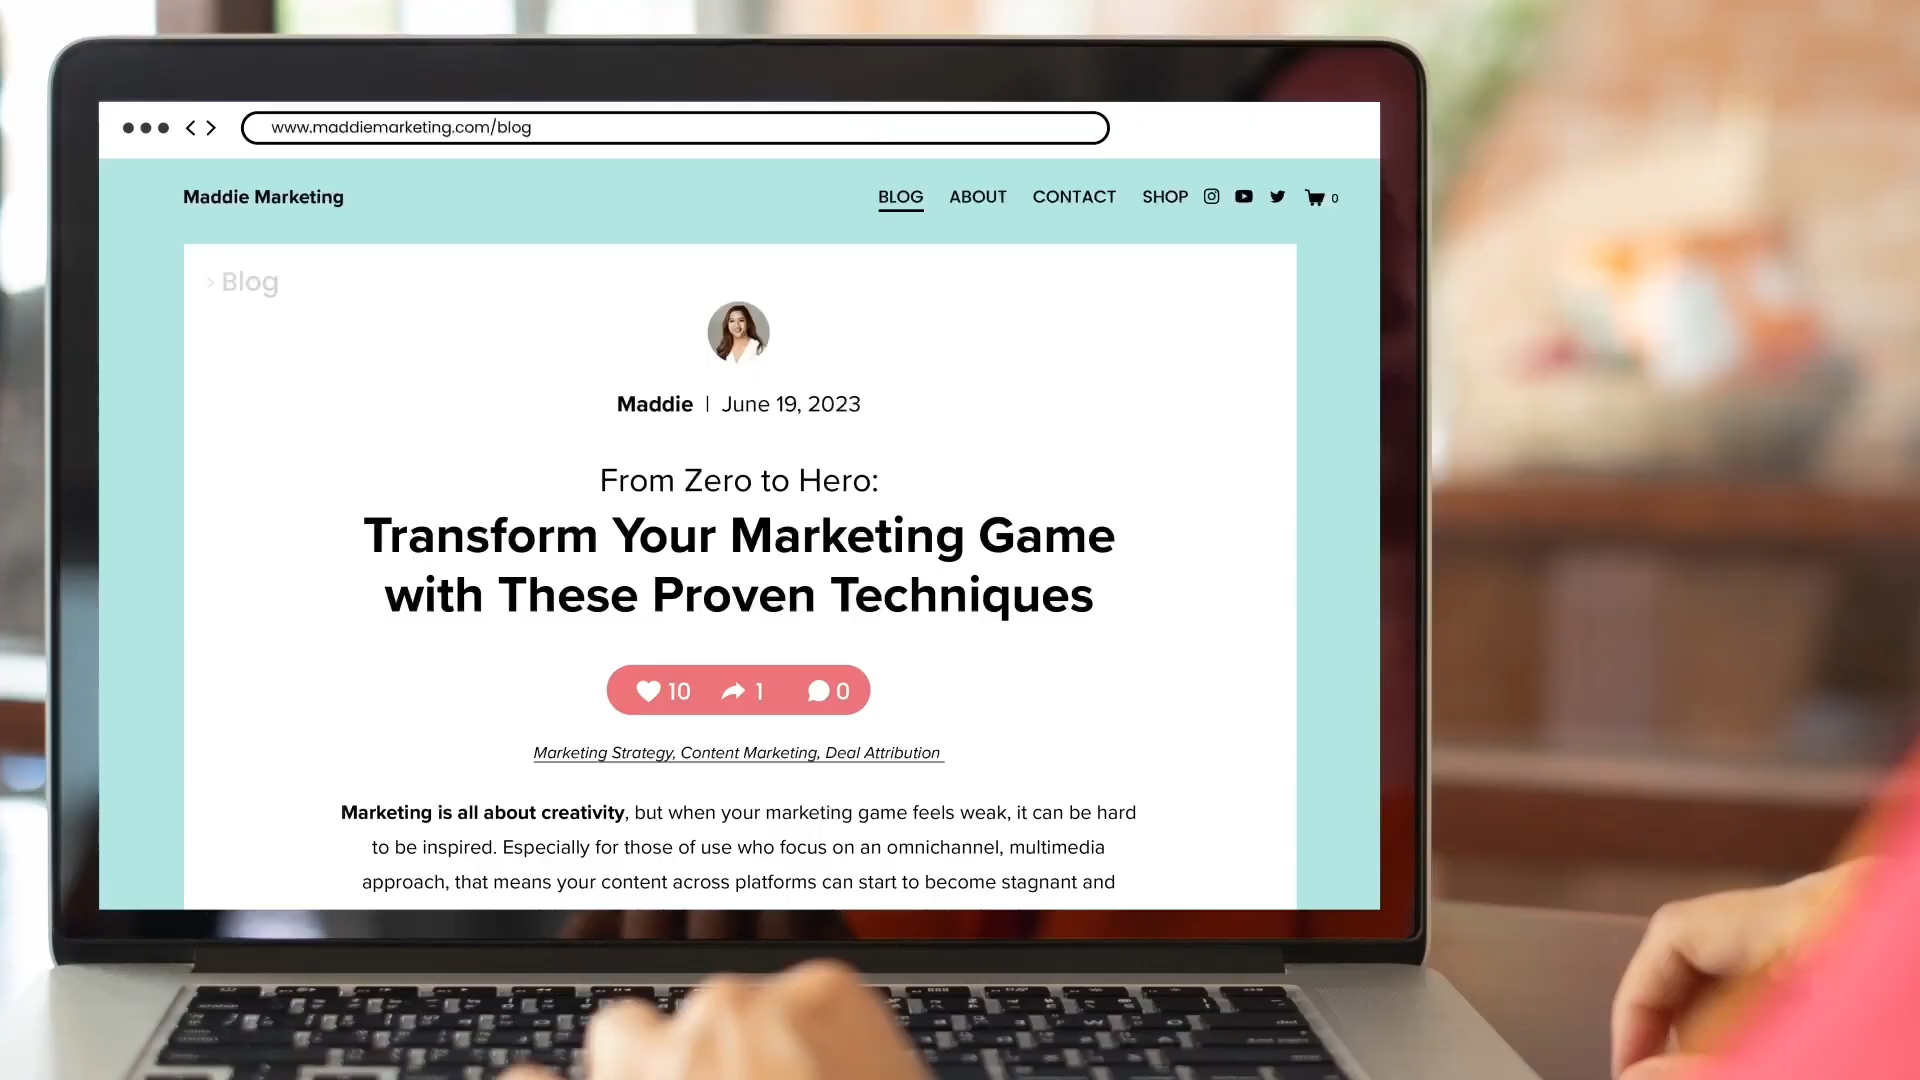 www.maddiemarketing.com/blog
Maddie Marketing
BLOG ABOUT CONTACT SHOP 0
> Blog
Maddie | June 19, 2023
From Zero to Hero:
Transform Your Marketing Game
with These Proven Techniques
10 1 0
Marketing Strategy, Content Marketing, Deal Attribution
Marketing is all about creativity, but when your marketing game feels weak, it can be hard
to be inspired. Especially for those of use who focus on an omnichannel, multimedia
approach, that means your content across platforms can start to become stagnant and